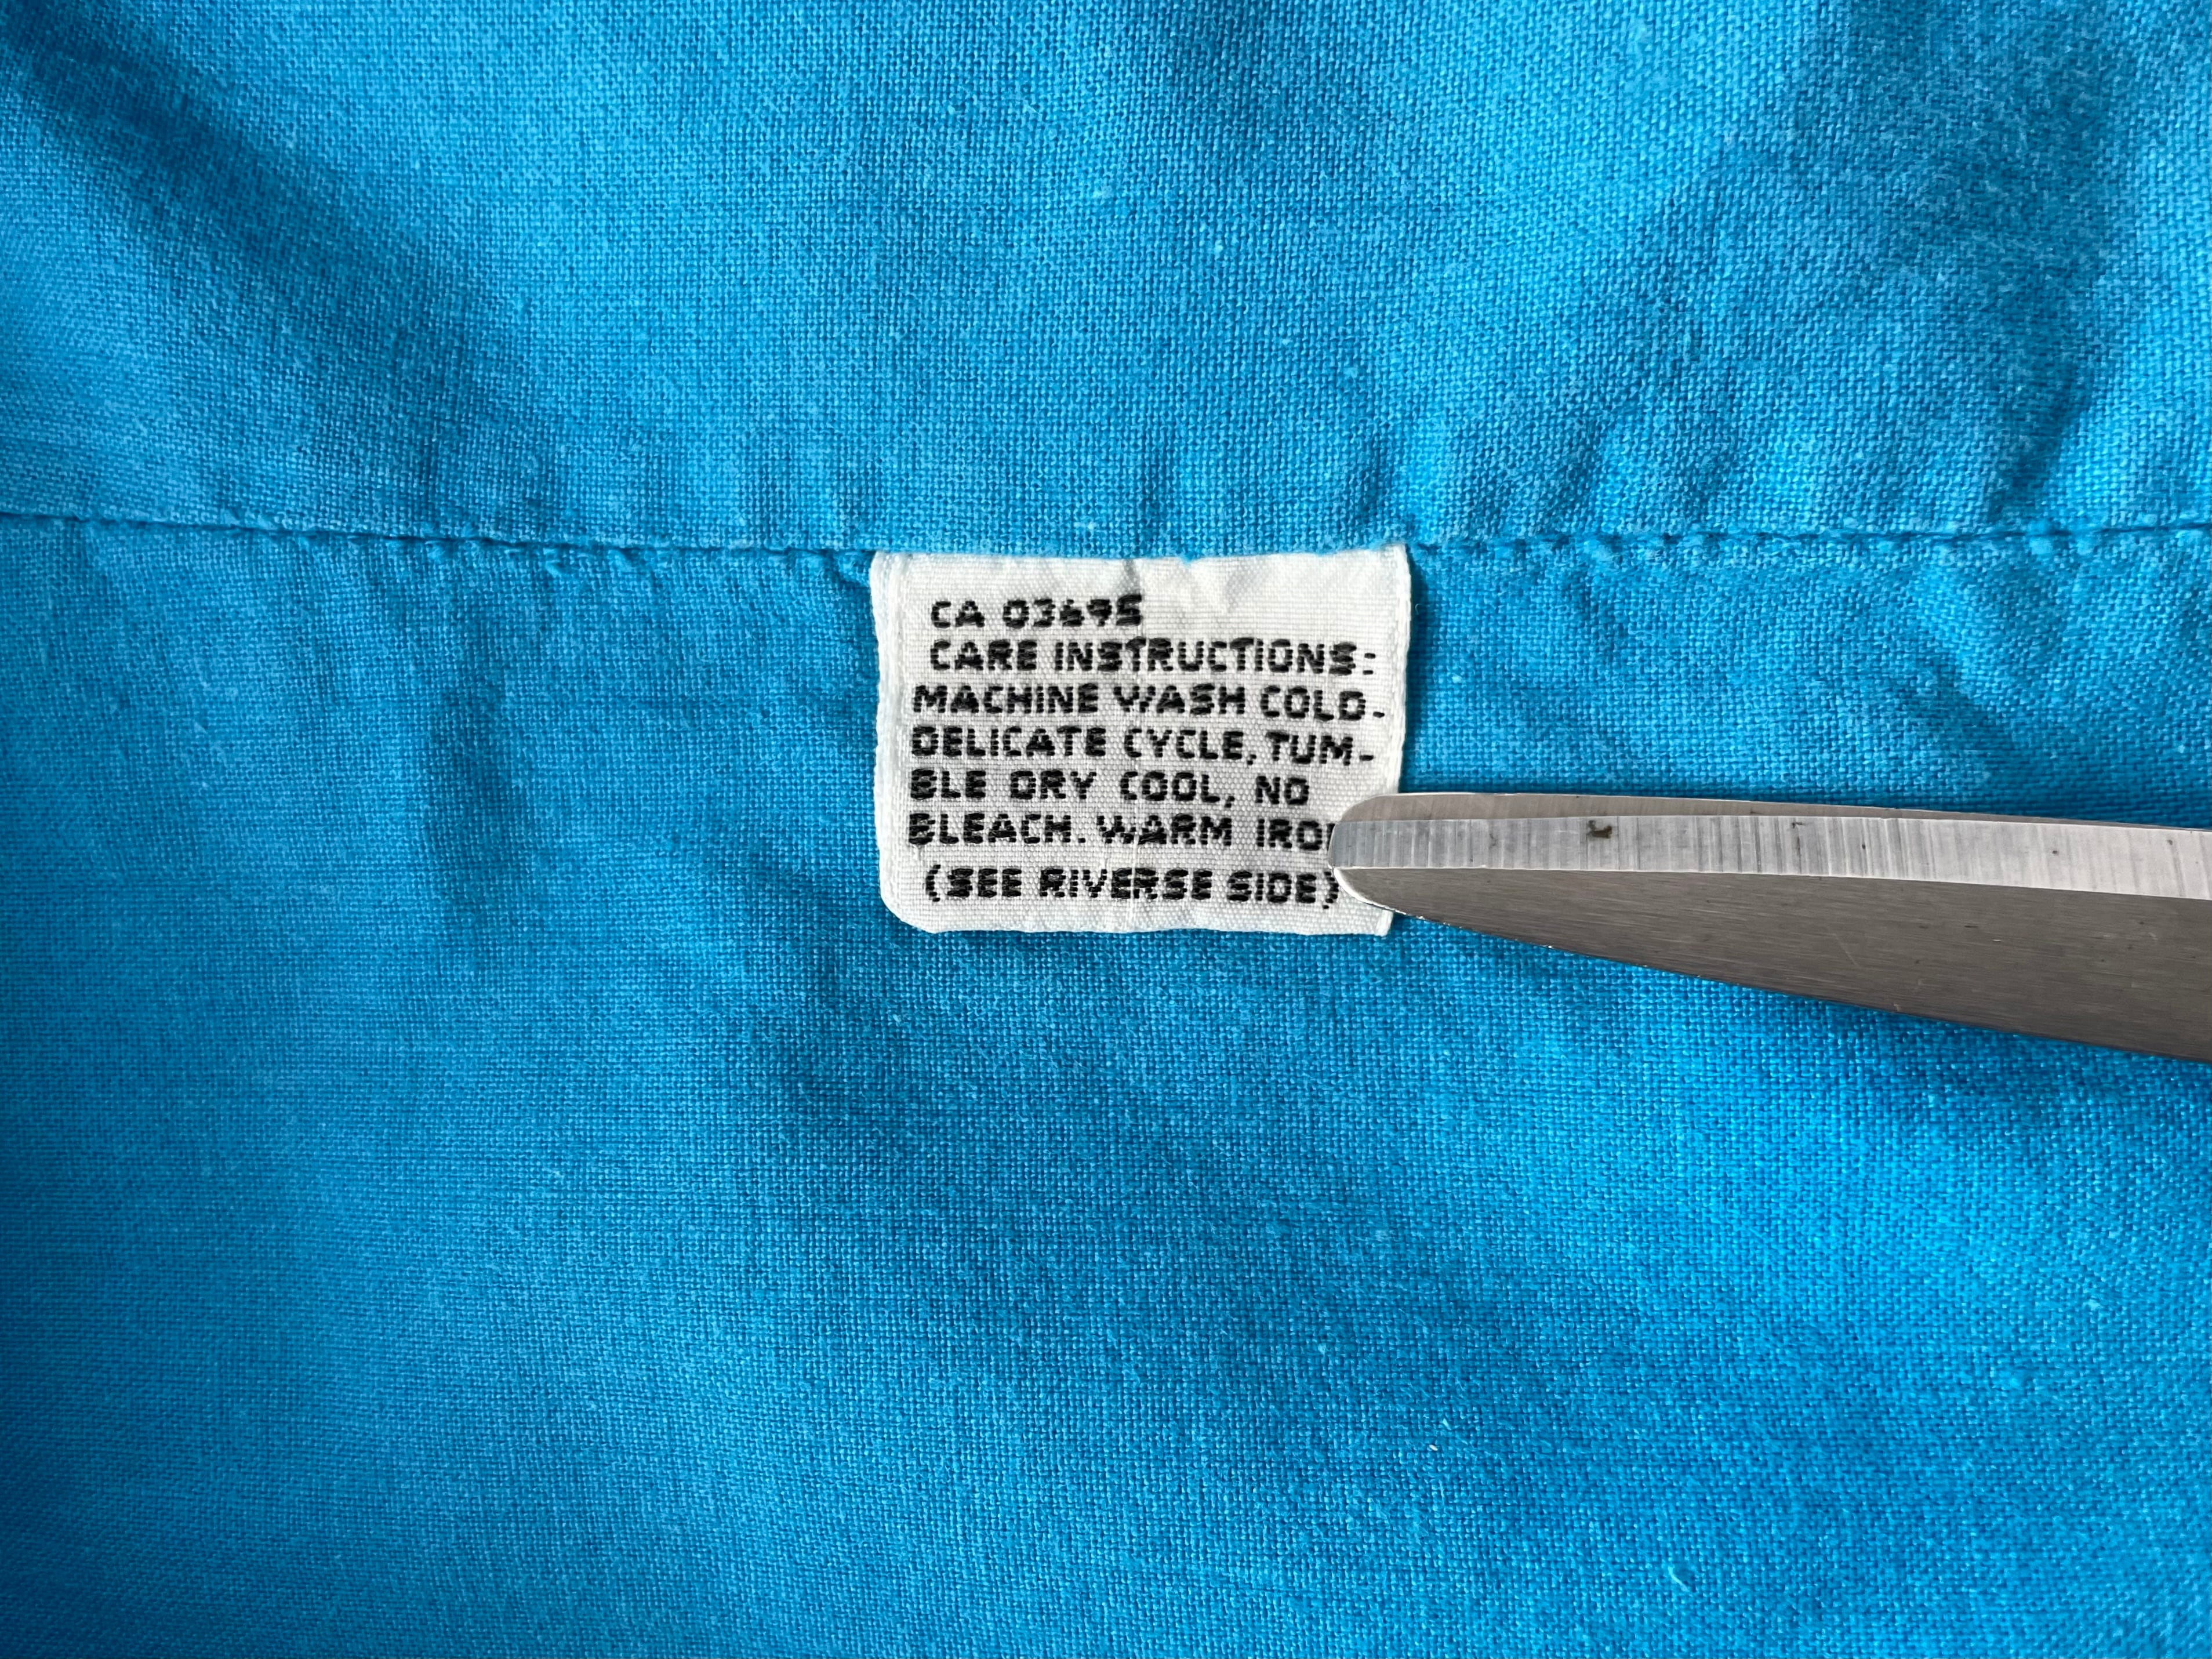 CA 03695
CARE INSTRUCTIONS:
MACHINE WASH COLD-
DELICATE CYCLE, TUM-
BLE DRY COOL, NO
BLEACH. WARM IRO
(SEE RIVERSE SIDE)